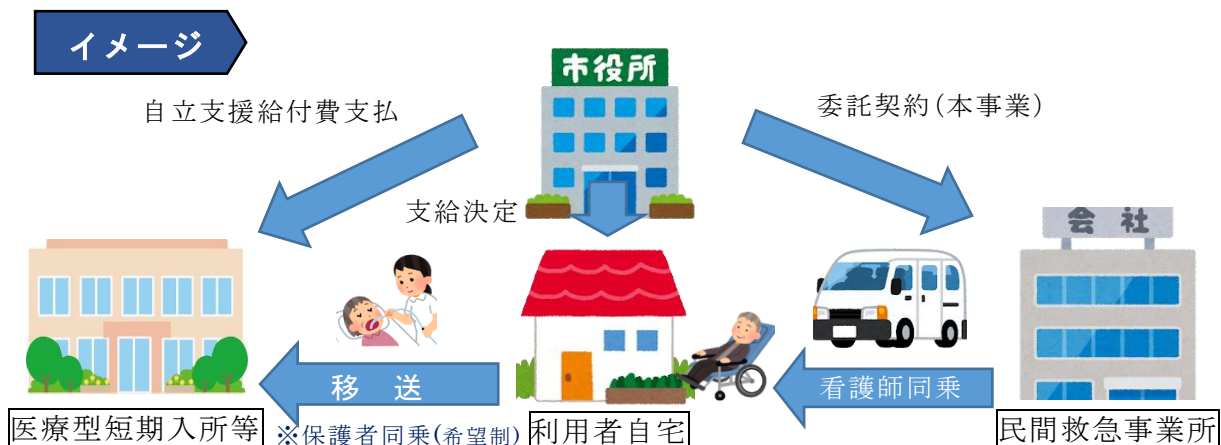 イメージ
市役所
自立支援給付費支払
委託契約(本事業)
支給決定
会社
移送
看護師同乗
医療型短期入所等
※保護者同乗(希望制)
利用者自宅
民間救急事業所